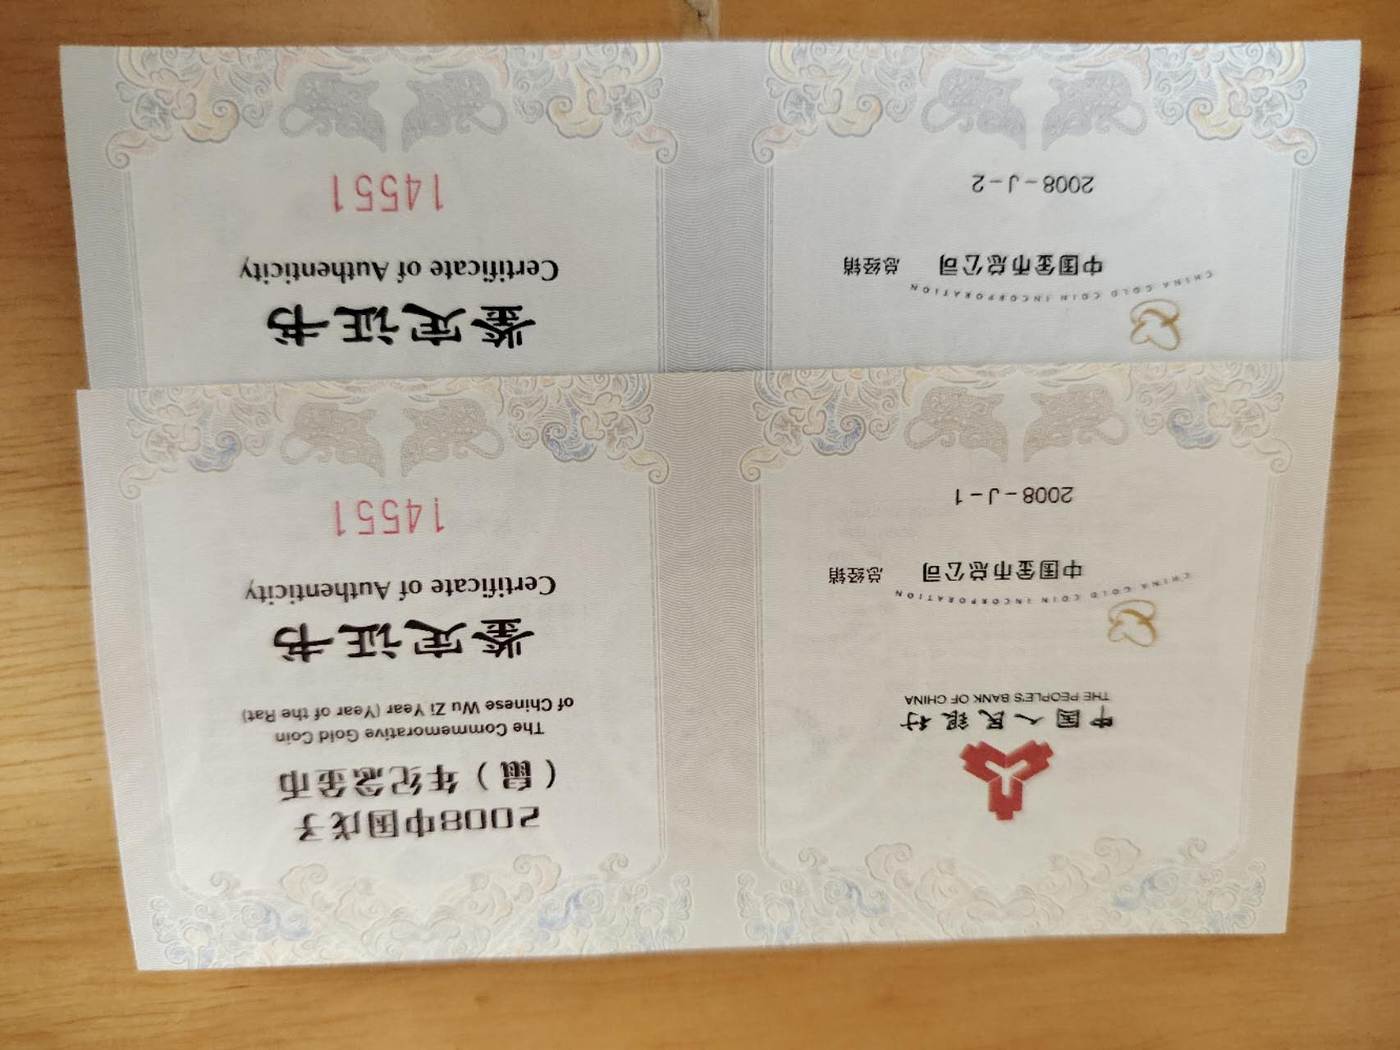 中国人民银行
THE PEOPLE'S BANK OF CHINA
CHINA GOLD COIN INCORPORATION
中国金币总公司 总经销
2008-J-1
2008中国戊子
（鼠）年纪念金币
The Commemorative Gold Coin
of Chinese Wu Zi Year (Year of the Rat)
鉴定证书
Certificate of Authenticity
14551
CHINA GOLD COIN INCORPORATION
中国金币总公司 总经销
2008-J-2
鉴定证书
Certificate of Authenticity
14551